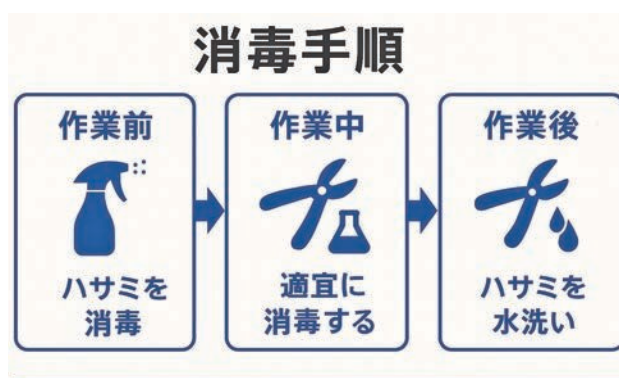 消毒手順
作業前
ハサミを
消毒
作業中
適宜に
消毒する
作業後
ハサミを
水洗い